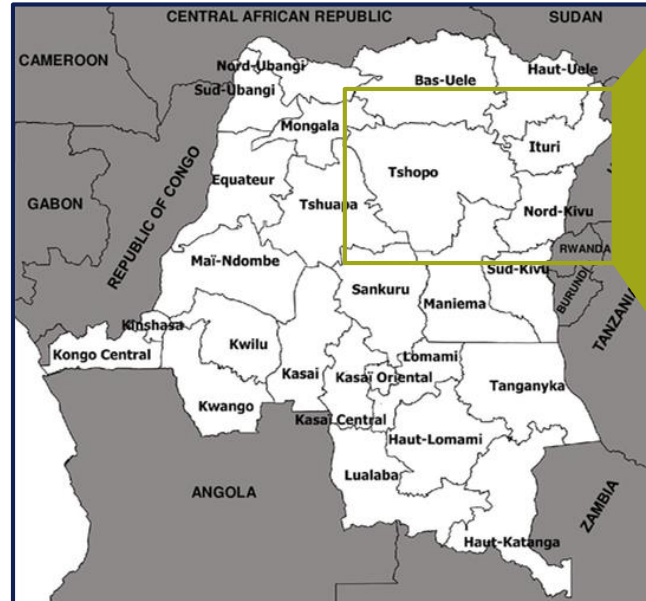 CENTRAL AFRICAN REPUBLIC
SUDAN
CAMEROON
Nord-Ubangi
Bas-Uele
Haut-Uele
Sud-Ubangi
Mongala
Ituri
Tshopo
Equateur
Tshuapa
GABON
REPUBLIC OF CONGO
Nord-Kivu
RWANDA
Maï-Ndombe
Sud-Kivu
BURUNDI
Sankuru
Maniema
TANZANIA
Kinshasa
Kongo Central
Kwilu
Lomami
Kasai
Kasaï Oriental
Tanganyika
Kwango
Kasaï Central
Haut-Lomami
Lualaba
ANGOLA
ZAMBIA
Haut-Katanga